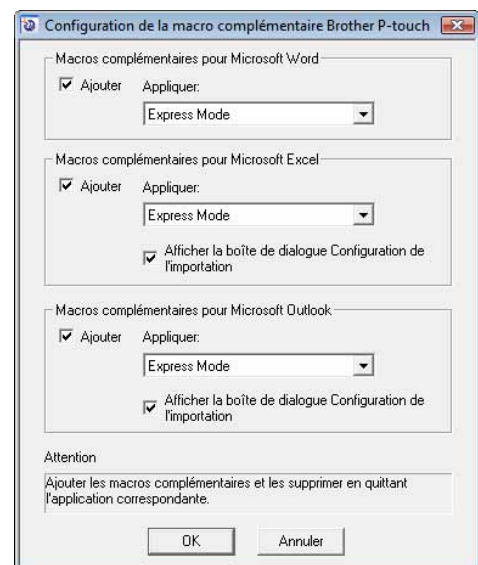 Configuration de la macro complémentaire Brother P-touch
Macros complémentaires pour Microsoft Word
Ajouter
Appliquer:
Express Mode
Macros complémentaires pour Microsoft Excel
Ajouter
Appliquer:
Express Mode
Afficher la boîte de dialogue Configuration de
l'importation
Macros complémentaires pour Microsoft Outlook
Ajouter
Appliquer:
Express Mode
Afficher la boîte de dialogue Configuration de
l'importation
Attention
Ajouter les macros complémentaires et les supprimer en quittant
l'application correspondante.
OK
Annuler